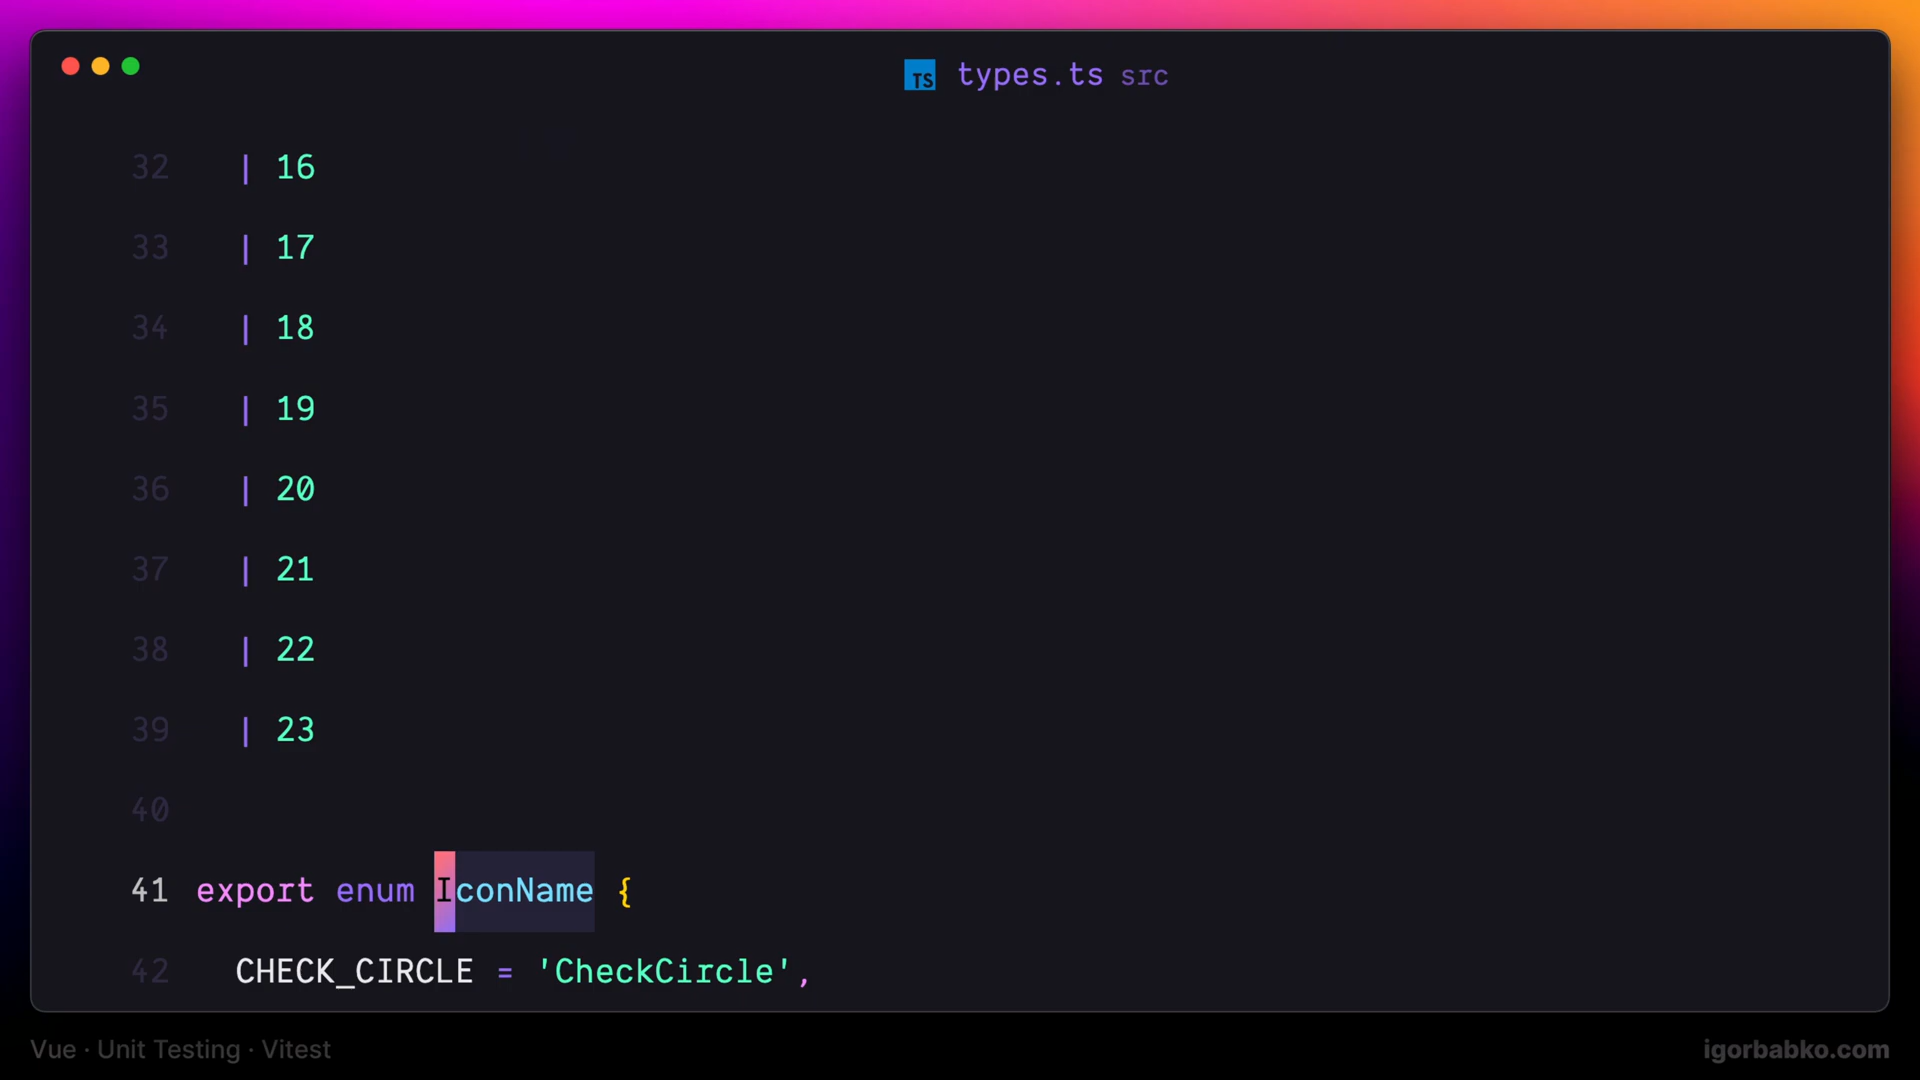 TS types.ts src
32 | 16
33 | 17
34 | 18
35 | 19
36 | 20
37 | 21
38 | 22
39 | 23
40
41 export enum IconName {
42 CHECK_CIRCLE = 'CheckCircle',
Vue · Unit Testing · Vitest
igorbabko.com